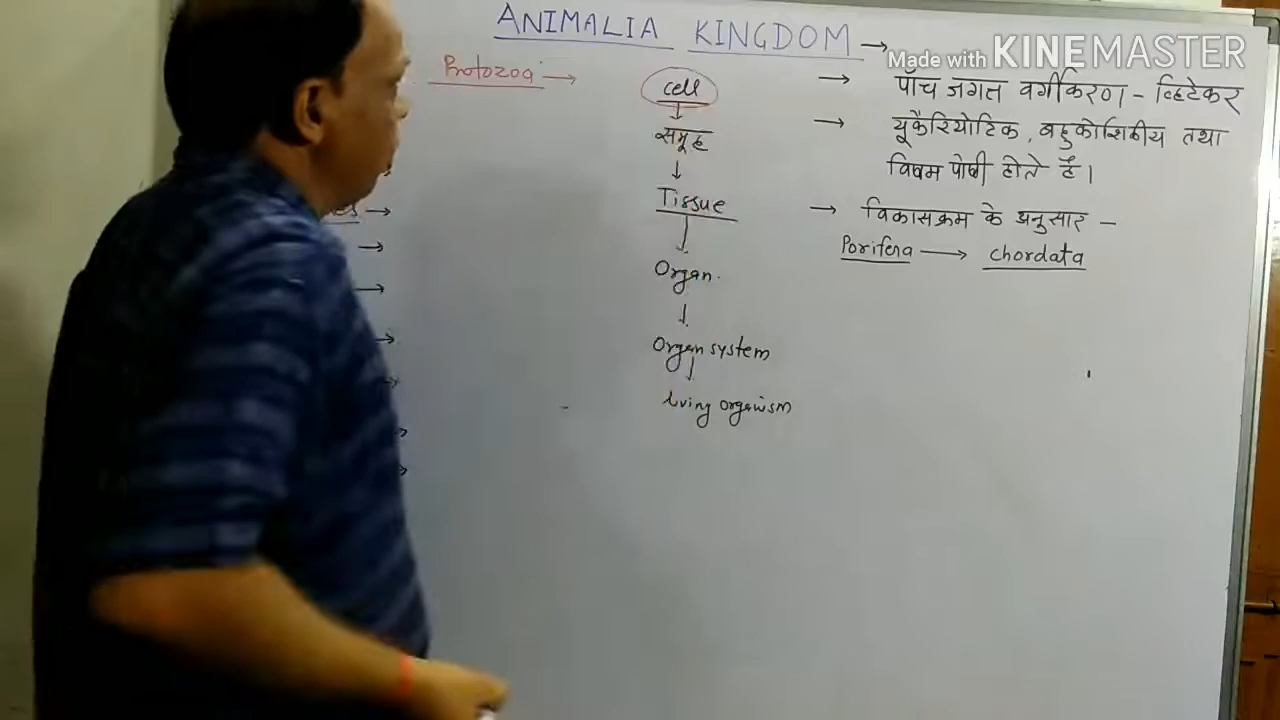 ANIMALIA KINGDOM →
Made with KINEMASTER
Protozoa →
cell
↓
समूह
↓
Tissue
↓
Organ.
↓
Organ system
↓
living organism
→ पाँच जगत वर्गीकरण - व्हिटेकर
→ यूकैरियोटिक, बहुकोशिकीय तथा
विषम पोषी होते हैं।
→ विकासक्रम के अनुसार -
Porifera → chordata